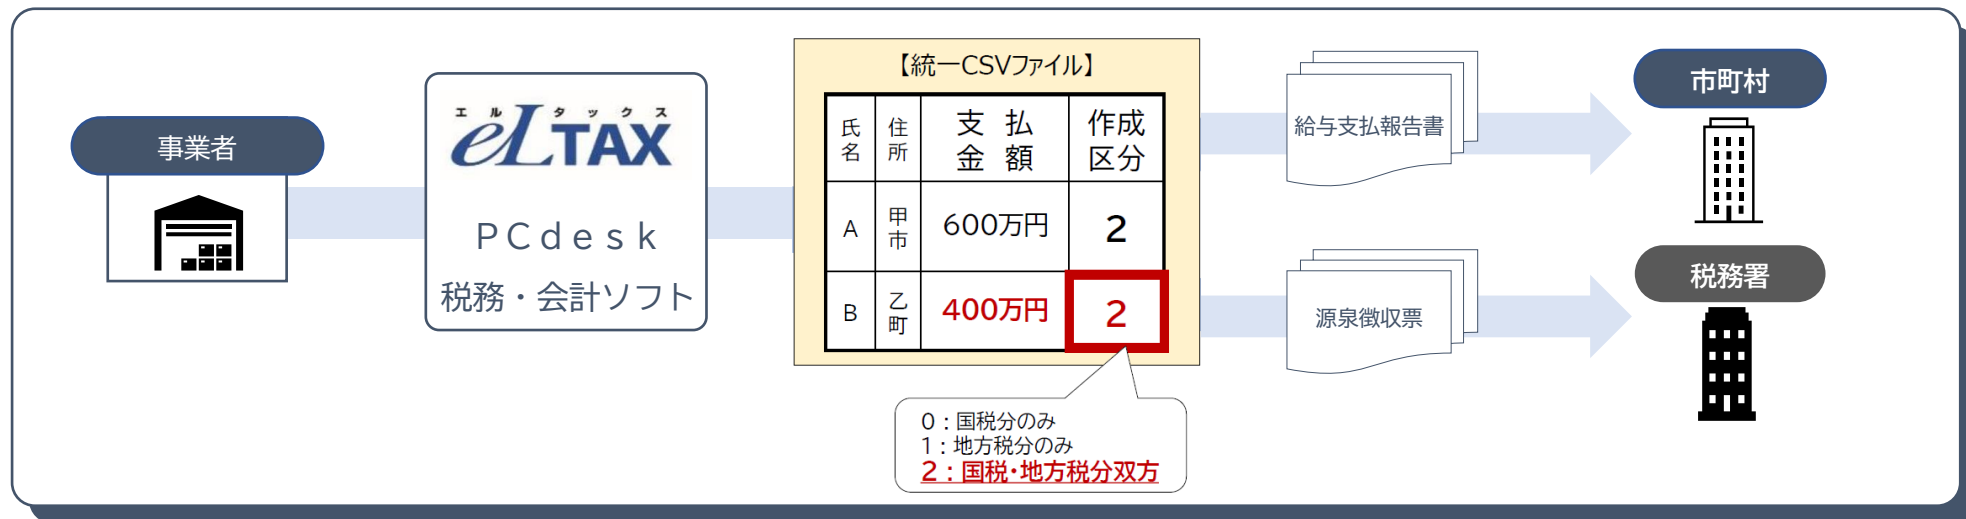 事業者
エルタックス
eLTAX
PCdesk
税務・会計ソフト
【統一CSVファイル】
氏名 住所 支払金額 作成区分
A 甲市 600万円 2
B 乙町 400万円 2
0：国税分のみ
1：地方税分のみ
2：国税・地方税分双方
給与支払報告書
市町村
源泉徴収票
税務署